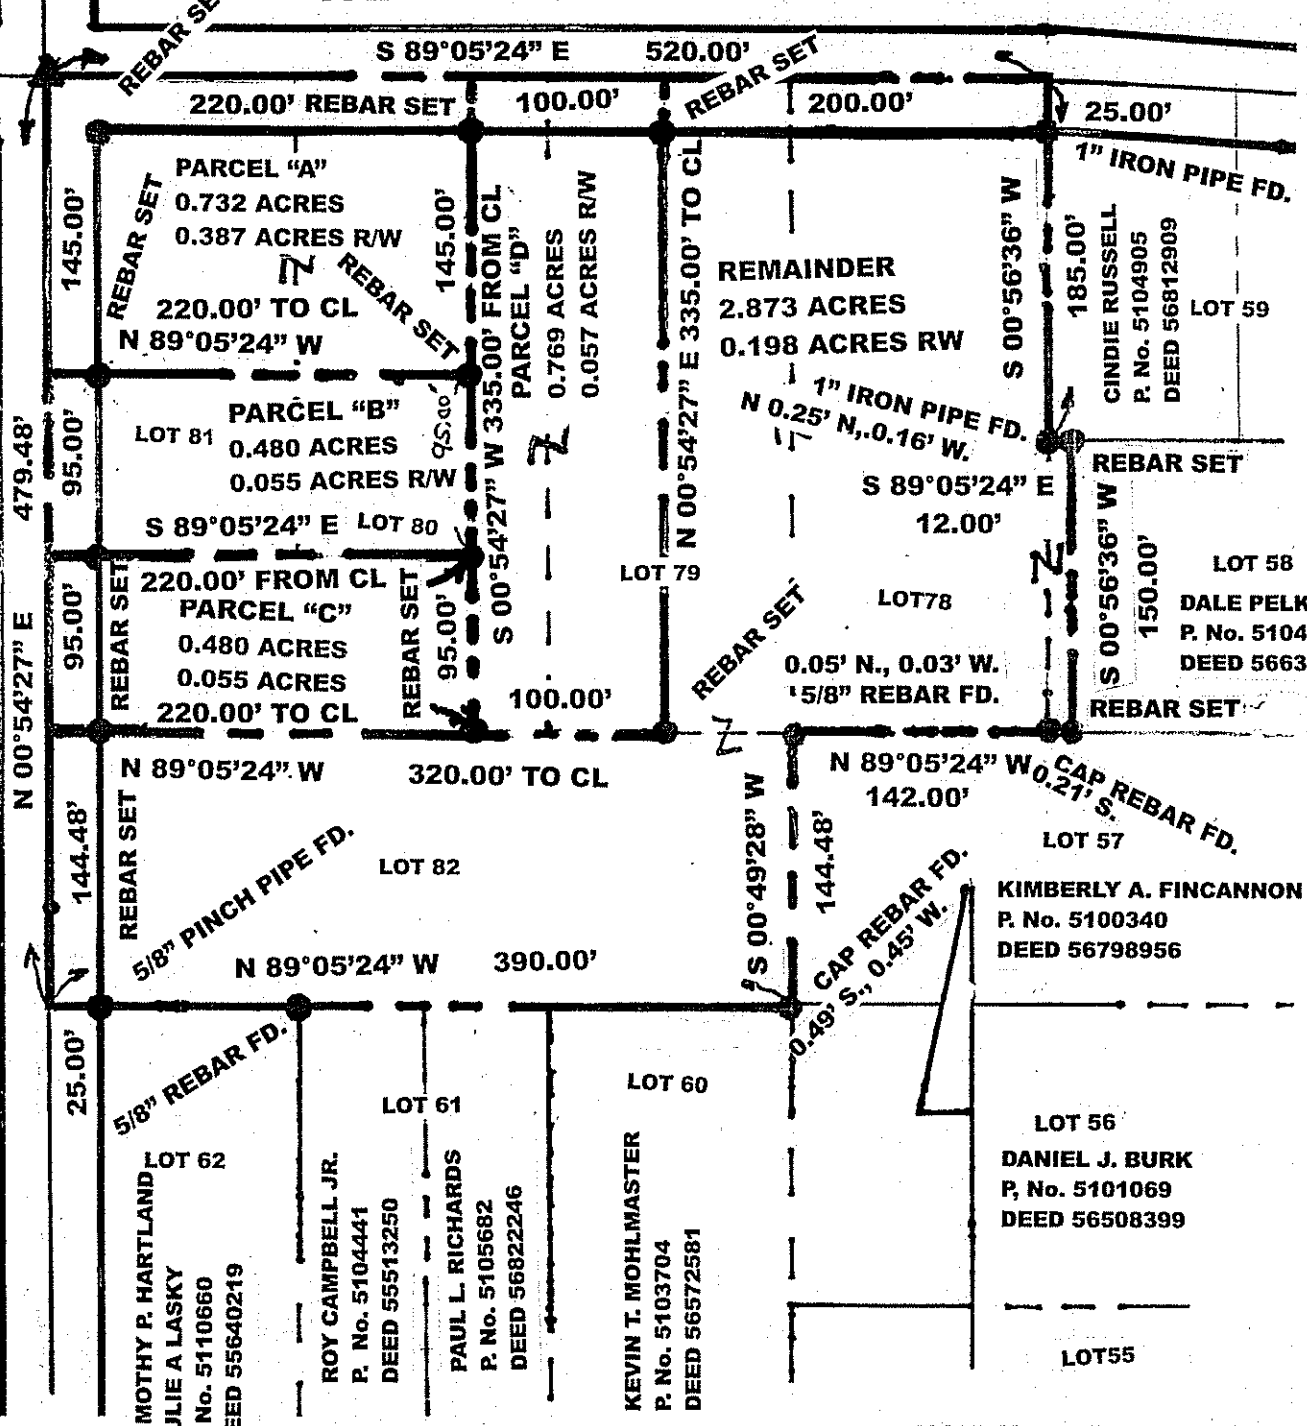 REBAR SE
S 89°05'24" E 520.00'
REBAR SET
220.00' REBAR SET
100.00'
200.00'
25.00'
1" IRON PIPE FD.
PARCEL "A"
0.732 ACRES
0.387 ACRES R/W
REBAR SET
145.00'
220.00' TO CL
N 89°05'24" W
REBAR SET
145.00'
S 00°54'27" W 335.00' FROM CL
PARCEL "D"
0.769 ACRES
0.057 ACRES R/W
N 00°54'27" E 335.00' TO CL
REMAINDER
2.873 ACRES
0.198 ACRES RW
S 00°56'36" W
185.00'
CINDIE RUSSELL
P. No. 5104905
DEED 56812909
LOT 59
1" IRON PIPE FD.
N 0.25' N,.0.16' W.
479.48'
N 00°54'27" E
95.00'
LOT 81
PARCEL "B"
0.480 ACRES
0.055 ACRES R/W
95.00'
S 89°05'24" E
LOT 80
S 89°05'24" E
12.00'
REBAR SET
220.00' FROM CL
PARCEL "C"
0.480 ACRES
0.055 ACRES
220.00' TO CL
95.00'
REBAR SET
REBAR SET
95.00'
100.00'
LOT 79
LOT78
REBAR SET
0.05' N., 0.03' W.
5/8" REBAR FD.
S 00°56'36" W
150.00'
LOT 58
DALE PELK
P. No. 5104
DEED 5663
REBAR SET
N 89°05'24" W
320.00' TO CL
N 89°05'24" W
142.00'
CAP REBAR FD.
0.21' S.
144.48'
REBAR SET
5/8" PINCH PIPE FD.
LOT 82
S 00°49'28" W
144.48'
LOT 57
KIMBERLY A. FINCANNON
P. No. 5100340
DEED 56798956
CAP REBAR FD.
0.49' S., 0.45' W.
N 89°05'24" W 390.00'
25.00'
5/8" REBAR FD.
LOT 62
MOTHY P. HARTLAND
JLIE A LASKY
No. 5110660
EED 55640219
ROY CAMPBELL JR.
P. No. 5104441
DEED 55513250
LOT 61
PAUL L. RICHARDS
P. No. 5105682
DEED 56822246
LOT 60
KEVIN T. MOHLMASTER
P. No. 5103704
DEED 56572581
LOT 56
DANIEL J. BURK
P, No. 5101069
DEED 56508399
LOT55